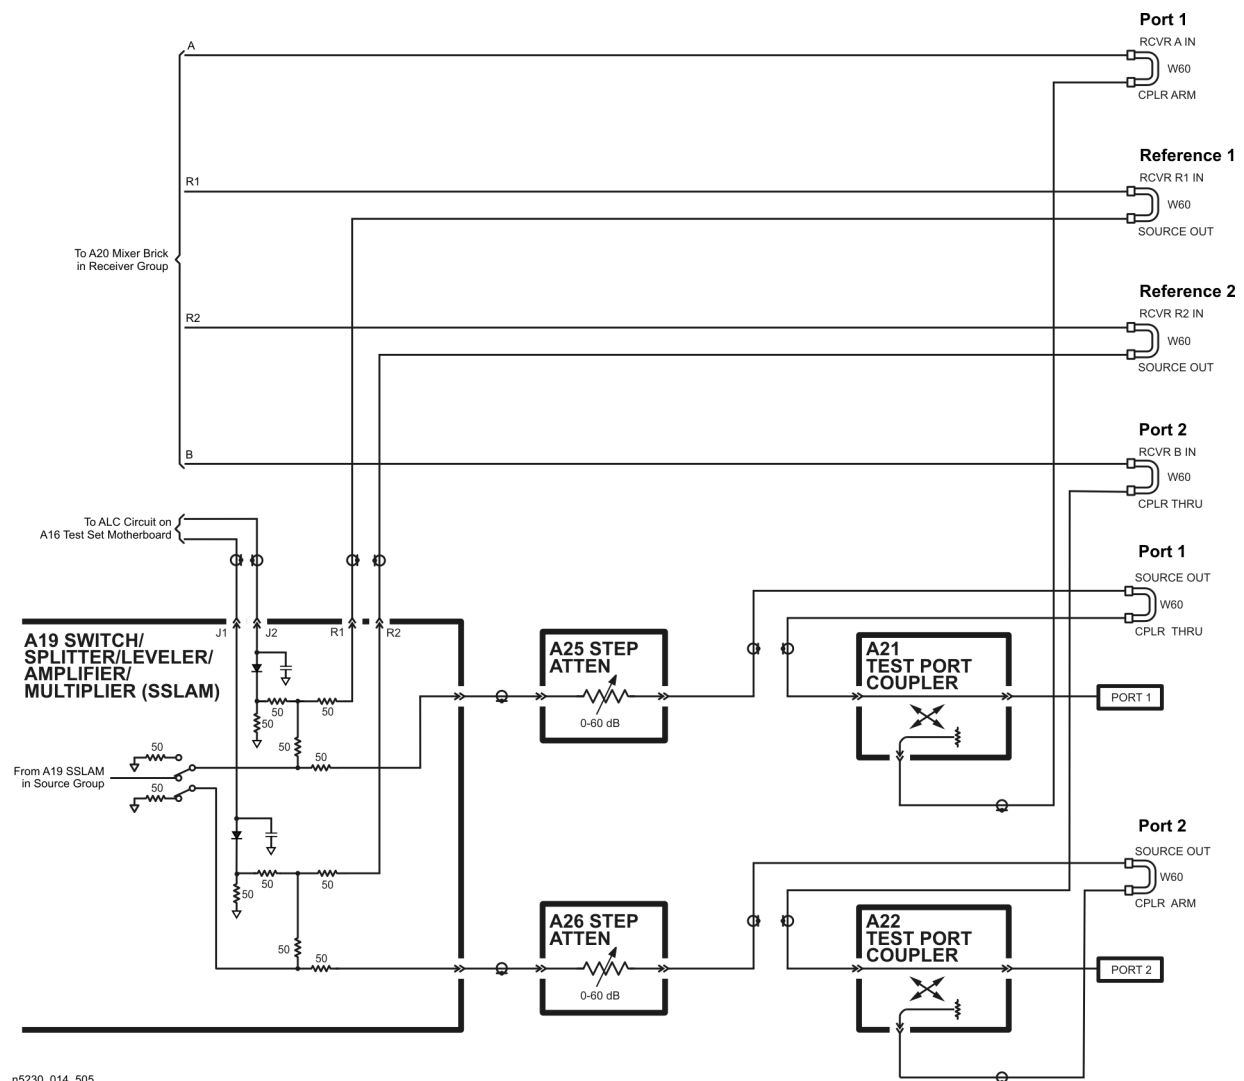 Port 1
A
RCVR A IN
W60
CPLR ARM
Reference 1
R1
RCVR R1 IN
W60
SOURCE OUT
To A20 Mixer Brick
in Receiver Group
Reference 2
R2
RCVR R2 IN
W60
SOURCE OUT
Port 2
B
RCVR B IN
W60
CPLR THRU
To ALC Circuit on
A16 Test Set Motherboard
Port 1
SOURCE OUT
W60
CPLR THRU
J1
J2
R1
R2
A19 SWITCH/
SPLITTER/LEVELER/
AMPLIFIER/
MULTIPLIER (SSLAM)
A25 STEP
ATTEN
0-60 dB
A21
TEST PORT
COUPLER
PORT 1
50
50
50
50
50
50
From A19 SSLAM
in Source Group
50
Port 2
SOURCE OUT
W60
CPLR ARM
50
50
50
50
50
A26 STEP
ATTEN
0-60 dB
A22
TEST PORT
COUPLER
PORT 2
n5230_014_505